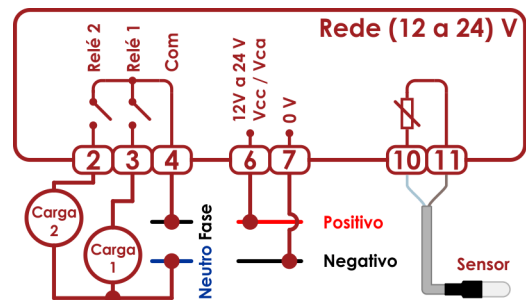 Rede (12 a 24) V
Relé 2
Relé 1
Com
12V a 24 V
Vcc / Vca
0 V
2
3
4
6
7
10
11
Carga
2
Carga
1
Fase
Neutro
Positivo
Negativo
Sensor